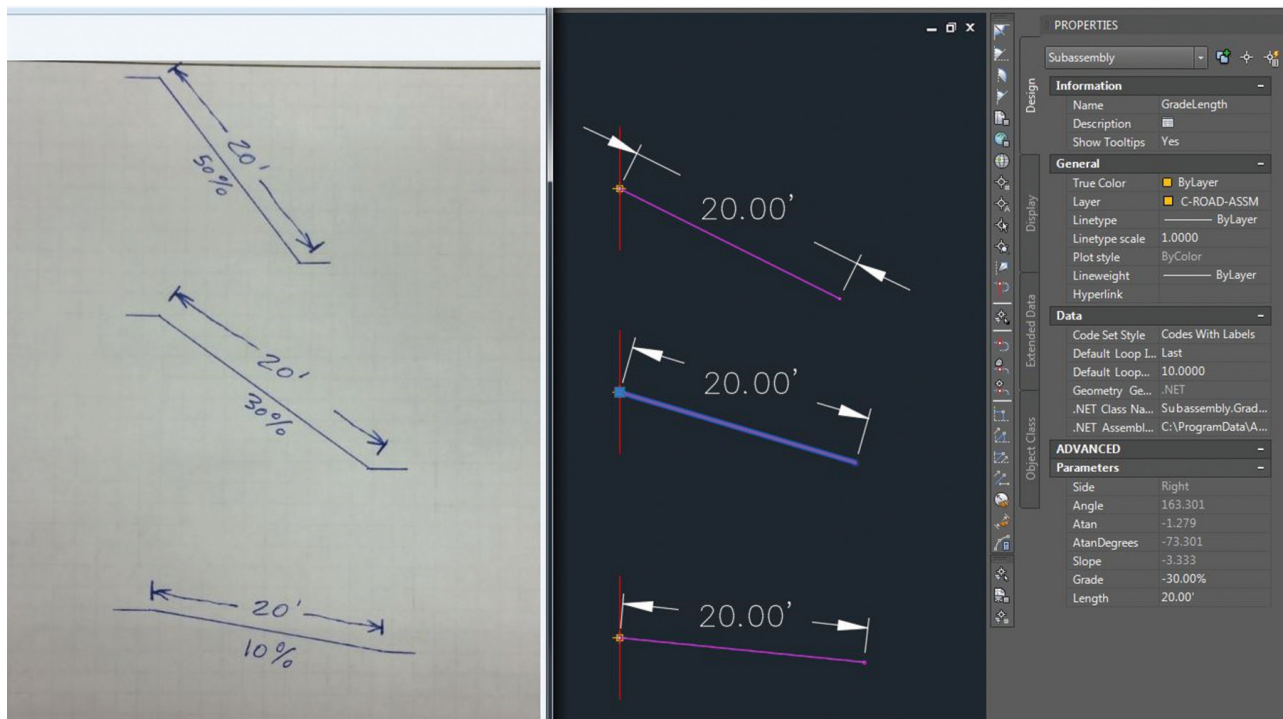 20'
50%
20'
30%
20'
10%
20.00'
20.00'
20.00'
PROPERTIES
Subassembly
Design
Display
Extended Data
Object Class
Information
Name GradeLength
Description
Show Tooltips Yes
General
True Color ByLayer
Layer C-ROAD-ASSM
Linetype ByLayer
Linetype scale 1.0000
Plot style ByColor
Lineweight ByLayer
Hyperlink
Data
Code Set Style Codes With Labels
Default Loop I... Last
Default Loop... 10.0000
Geometry Ge... .NET
.NET Class Na... Subassembly.Grad...
.NET Assembl... C:\ProgramData\A...
ADVANCED
Parameters
Side Right
Angle 163.301
Atan -1.279
AtanDegrees -73.301
Slope -3.333
Grade -30.00%
Length 20.00'